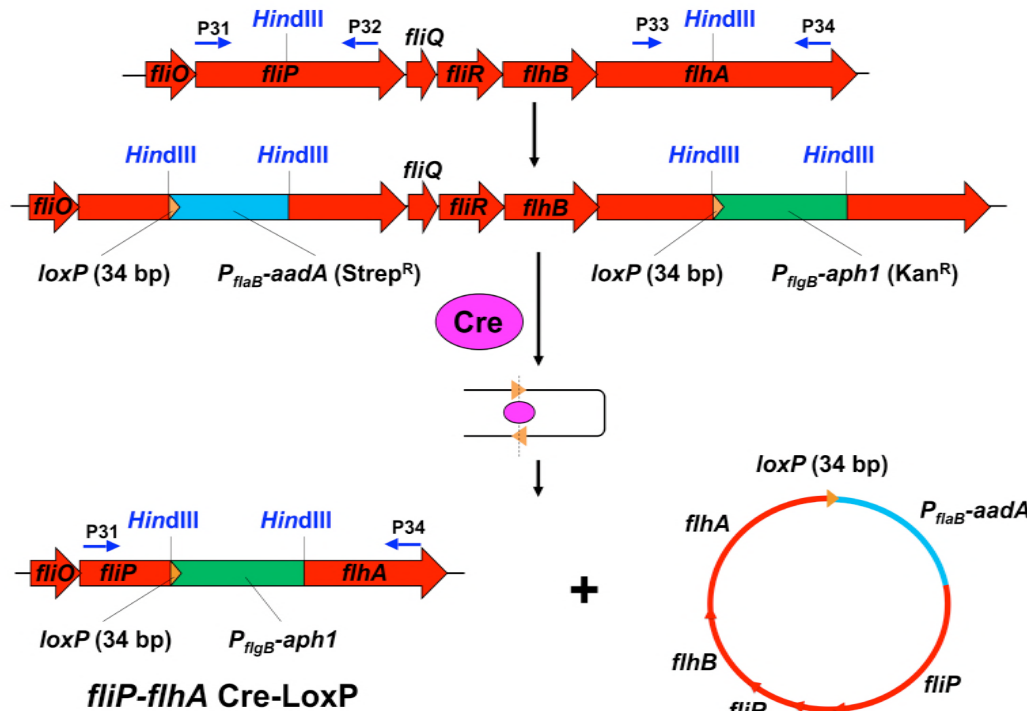 P31 HindIII P32 fliQ P33 HindIII P34
fliO fliP fliR flhB flhA
HindIII HindIII fliQ HindIII HindIII
fliO fliR flhB
loxP (34 bp) PflaB-aadA (StrepR) loxP (34 bp) PflgB-aph1 (KanR)
Cre
loxP (34 bp)
PflaB-aadA
flhA
P31 HindIII HindIII P34
fliO fliP flhA
+
loxP (34 bp) PflgB-aph1
flhB
fliP
fliP-flhA Cre-LoxP